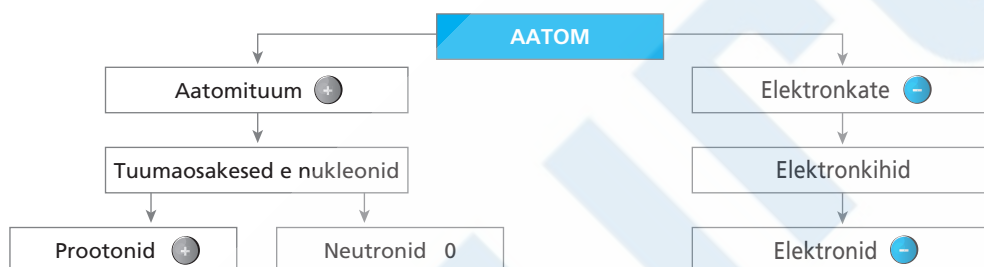 AATOM
Aatomituum +
Elektronkate −
Tuumaosakesed e nukleonid
Elektronkihid
Prootonid +
Neutronid 0
Elektronid −